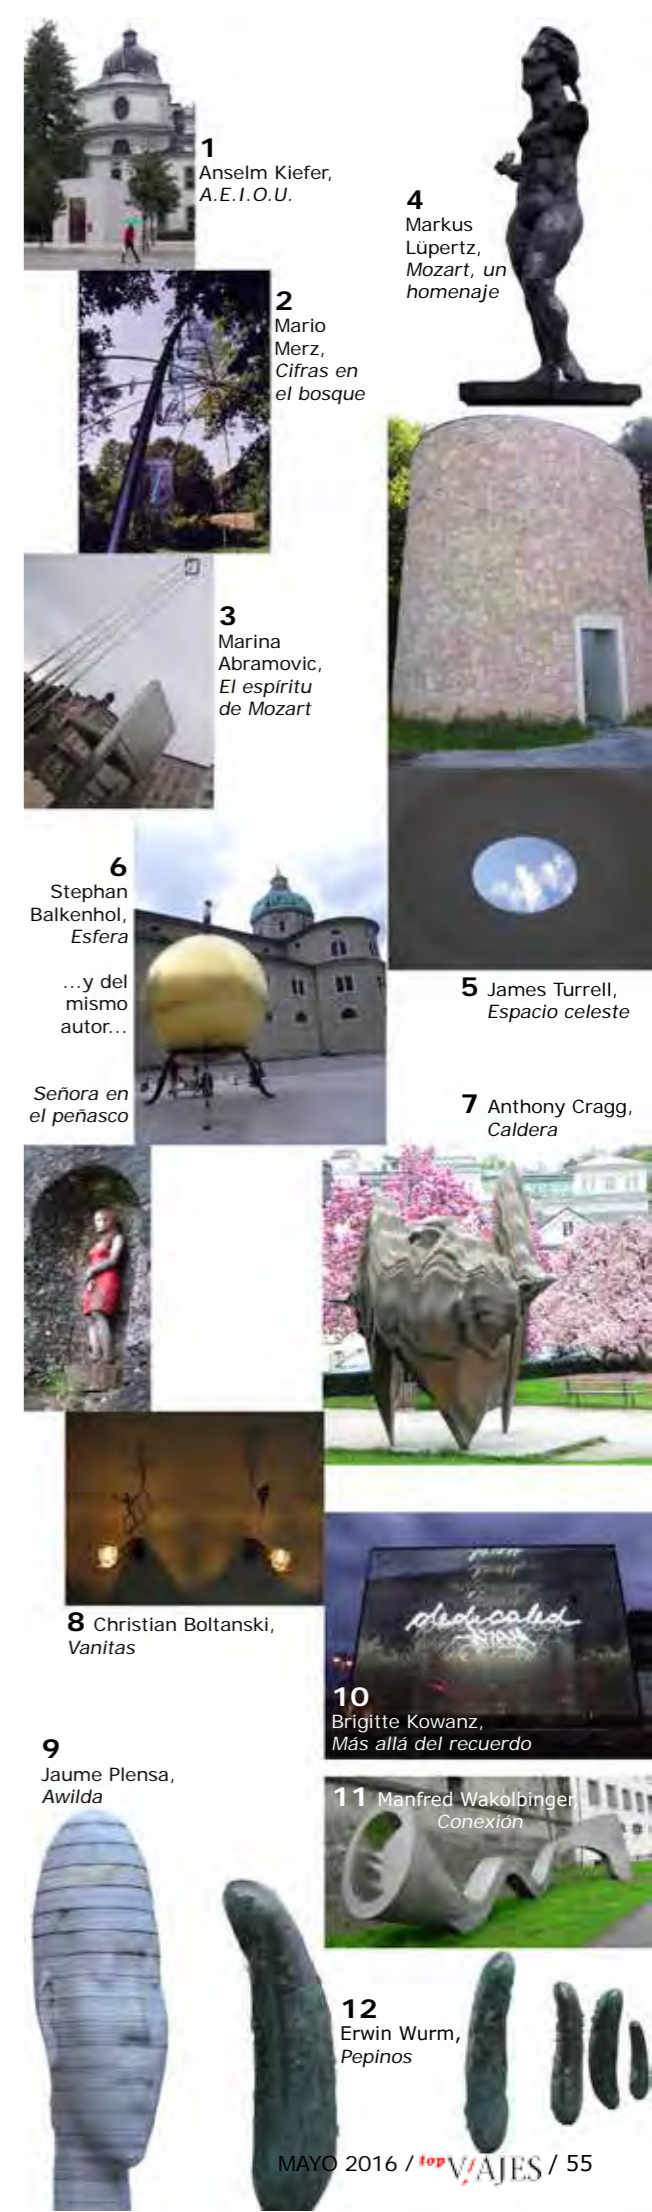 1
Anselm Kiefer,
A.E.I.O.U.
2
Mario
Merz,
Cifras en
el bosque
3
Marina
Abramovic,
El espíritu
de Mozart
4
Markus
Lüpertz,
Mozart, un
homenaje
5 James Turrell,
Espacio celeste
6
Stephan
Balkenhol,
Esfera
...y del
mismo
autor...
Señora en
el peñasco
7 Anthony Cragg,
Caldera
8 Christian Boltanski,
Vanitas
9
Jaume Plensa,
Awilda
dedicated
10
Brigitte Kowanz,
Más allá del recuerdo
11 Manfred Wakolbinger,
Conexión
12
Erwin Wurm,
Pepinos
MAYO 2016 / top VIAJES / 55